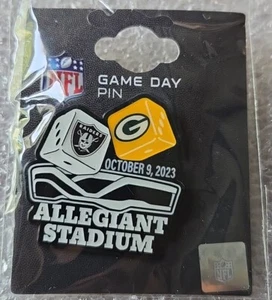 NFL
GAME DAY
PIN
RAIDERS
G
OCTOBER 9, 2023
ALLEGIANT
STADIUM